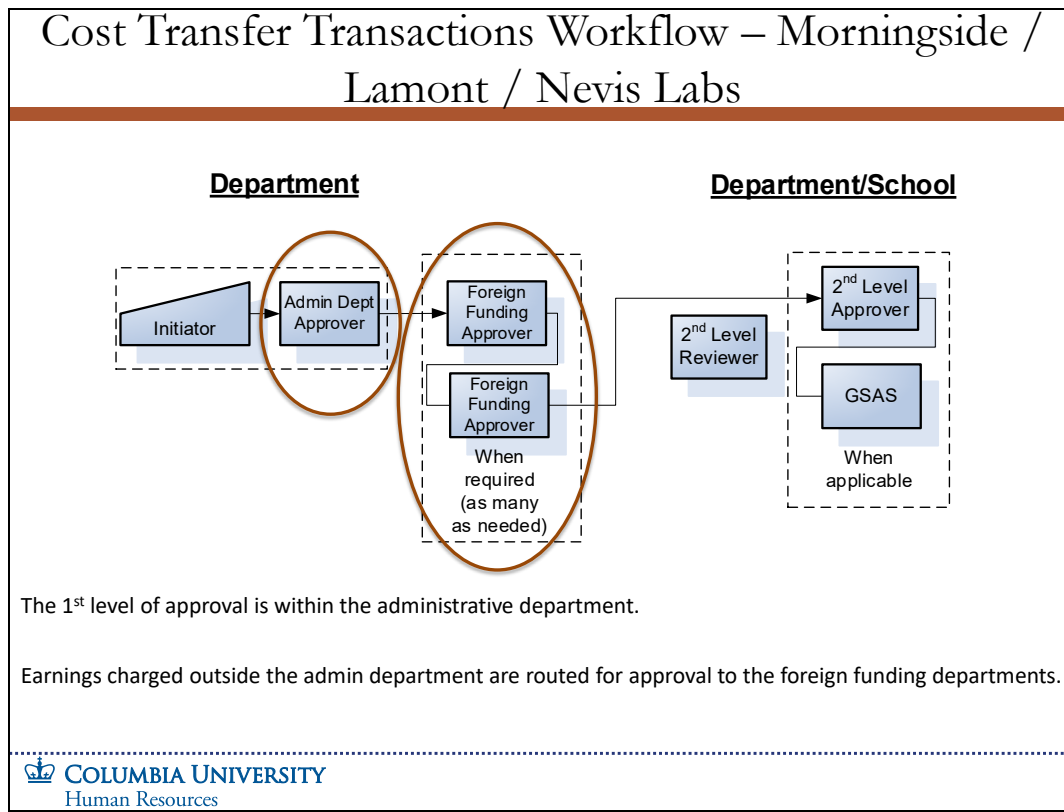 Cost Transfer Transactions Workflow – Morningside /
Lamont / Nevis Labs
Department
Department/School
Initiator
Admin Dept
Approver
Foreign
Funding
Approver
Foreign
Funding
Approver
When
required
(as many
as needed)
2nd Level
Reviewer
2nd Level
Approver
GSAS
When
applicable
The 1st level of approval is within the administrative department.
Earnings charged outside the admin department are routed for approval to the foreign funding departments.
COLUMBIA UNIVERSITY
Human Resources